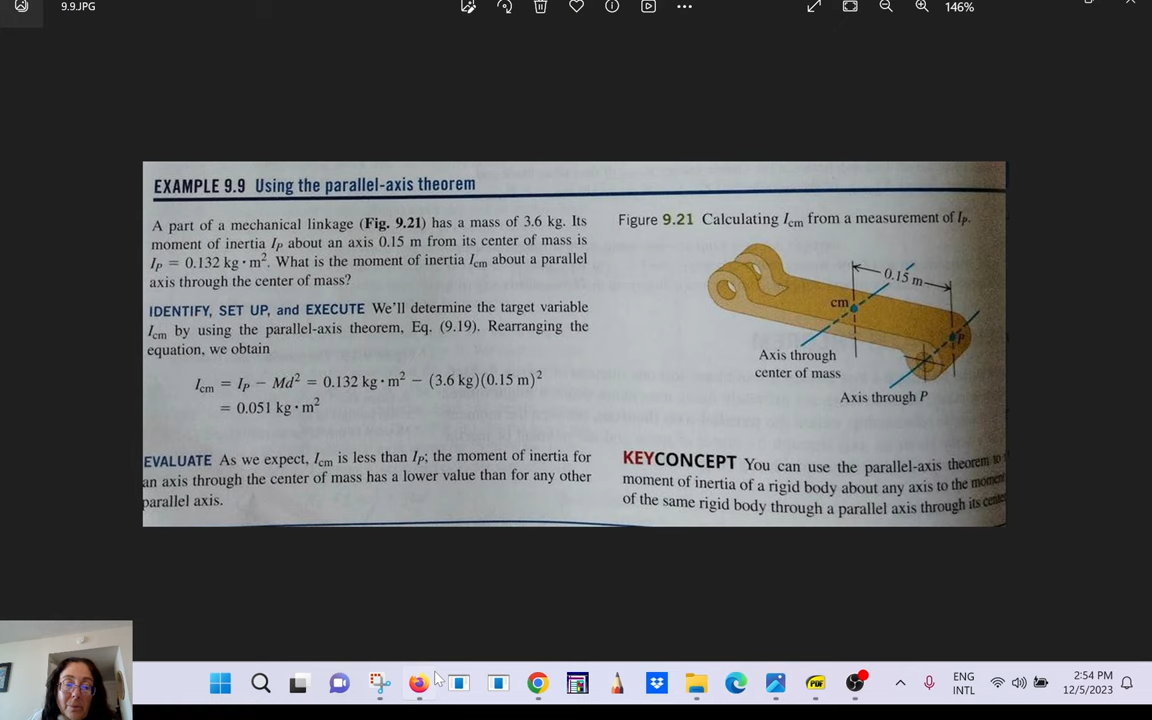 9.9.JPG
146%
EXAMPLE 9.9 Using the parallel-axis theorem
A part of a mechanical linkage (Fig. 9.21) has a mass of 3.6 kg. Its
moment of inertia I_P about an axis 0.15 m from its center of mass is
I_P = 0.132 kg · m². What is the moment of inertia I_cm about a parallel
axis through the center of mass?
IDENTIFY, SET UP, and EXECUTE We'll determine the target variable
I_cm by using the parallel-axis theorem, Eq. (9.19). Rearranging the
equation, we obtain
I_cm = I_P − Md² = 0.132 kg · m² − (3.6 kg)(0.15 m)²
= 0.051 kg · m²
EVALUATE As we expect, I_cm is less than I_P; the moment of inertia for
an axis through the center of mass has a lower value than for any other
parallel axis.
Figure 9.21 Calculating I_cm from a measurement of I_P.
0.15 m
cm
P
Axis through
center of mass
Axis through P
KEYCONCEPT You can use the parallel-axis theorem to
moment of inertia of a rigid body about any axis to the moment
of the same rigid body through a parallel axis through its center
ENG
INTL
2:54 PM
12/5/2023